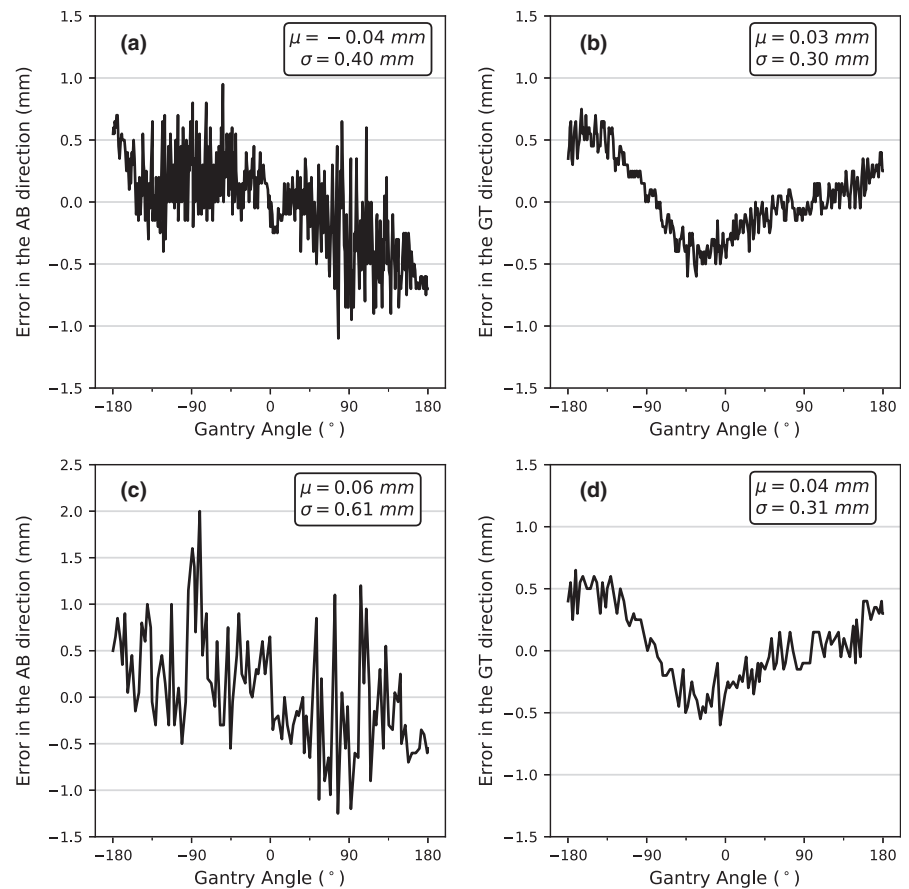 (a)
μ = − 0.04 mm
σ = 0.40 mm
Error in the AB direction (mm)
1.5
1.0
0.5
0.0
−0.5
−1.0
−1.5
−180
−90
0
90
180
Gantry Angle (°)
(b)
μ = 0.03 mm
σ = 0.30 mm
Error in the GT direction (mm)
1.5
1.0
0.5
0.0
−0.5
−1.0
−1.5
−180
−90
0
90
180
Gantry Angle (°)
(c)
μ = 0.06 mm
σ = 0.61 mm
Error in the AB direction (mm)
2.5
2.0
1.5
1.0
0.5
0.0
−0.5
−1.0
−1.5
−180
−90
0
90
180
Gantry Angle (°)
(d)
μ = 0.04 mm
σ = 0.31 mm
Error in the GT direction (mm)
1.5
1.0
0.5
0.0
−0.5
−1.0
−1.5
−180
−90
0
90
180
Gantry Angle (°)